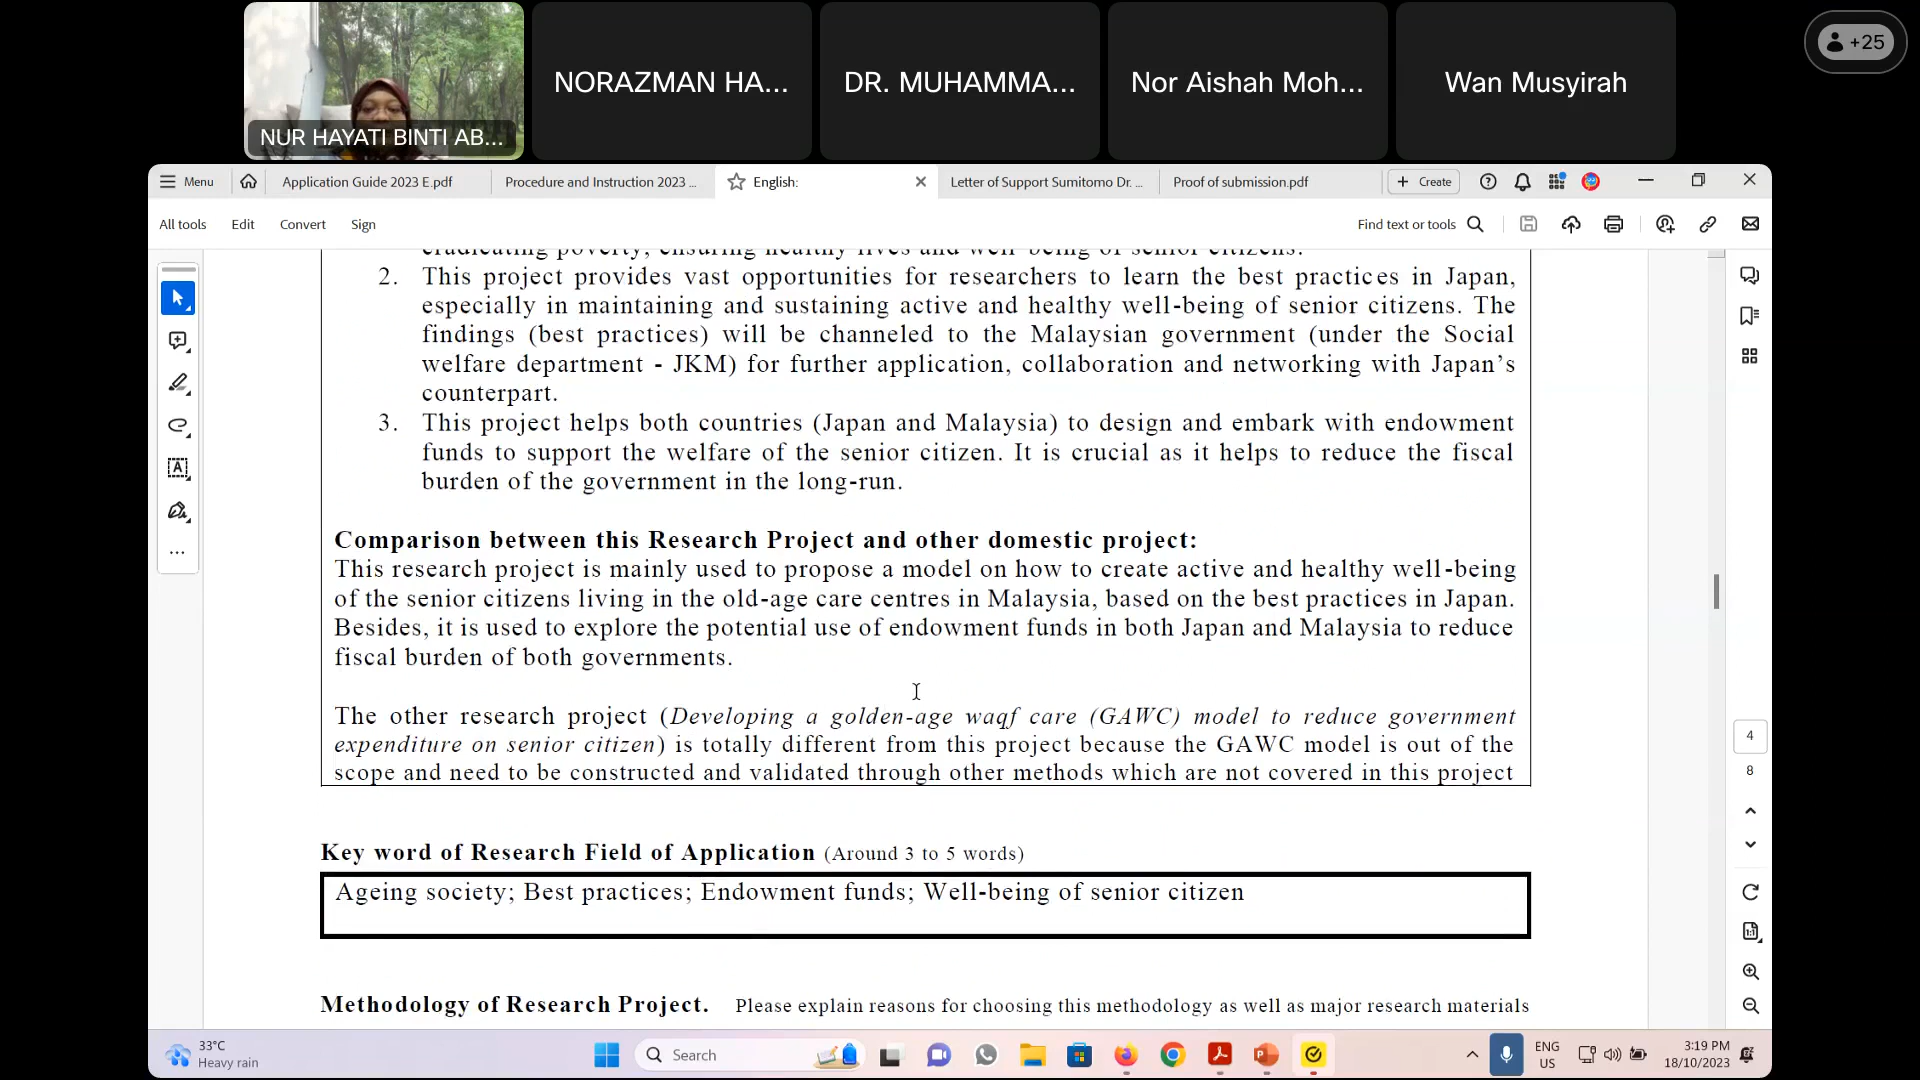 NUR HAYATI BINTI AB...
NORAZMAN HA...
DR. MUHAMMA...
Nor Aishah Moh...
Wan Musyirah
+25
Menu
Application Guide 2023 E.pdf
Procedure and Instruction 2023 ...
English:
Letter of Support Sumitomo Dr. ...
Proof of submission.pdf
Create
All tools
Edit
Convert
Sign
Find text or tools
eradicating poverty, ensuring healthy lives and well-being of senior citizens.
2. This project provides vast opportunities for researchers to learn the best practices in Japan,
especially in maintaining and sustaining active and healthy well-being of senior citizens. The
findings (best practices) will be channeled to the Malaysian government (under the Social
welfare department - JKM) for further application, collaboration and networking with Japan's
counterpart.
3. This project helps both countries (Japan and Malaysia) to design and embark with endowment
funds to support the welfare of the senior citizen. It is crucial as it helps to reduce the fiscal
burden of the government in the long-run.
Comparison between this Research Project and other domestic project:
This research project is mainly used to propose a model on how to create active and healthy well-being
of the senior citizens living in the old-age care centres in Malaysia, based on the best practices in Japan.
Besides, it is used to explore the potential use of endowment funds in both Japan and Malaysia to reduce
fiscal burden of both governments.
The other research project (Developing a golden-age waqf care (GAWC) model to reduce government
expenditure on senior citizen) is totally different from this project because the GAWC model is out of the
scope and need to be constructed and validated through other methods which are not covered in this project
4
8
Key word of Research Field of Application (Around 3 to 5 words)
Ageing society; Best practices; Endowment funds; Well-being of senior citizen
Methodology of Research Project. Please explain reasons for choosing this methodology as well as major research materials
33°C
Heavy rain
Search
ENG
US
3:19 PM
18/10/2023